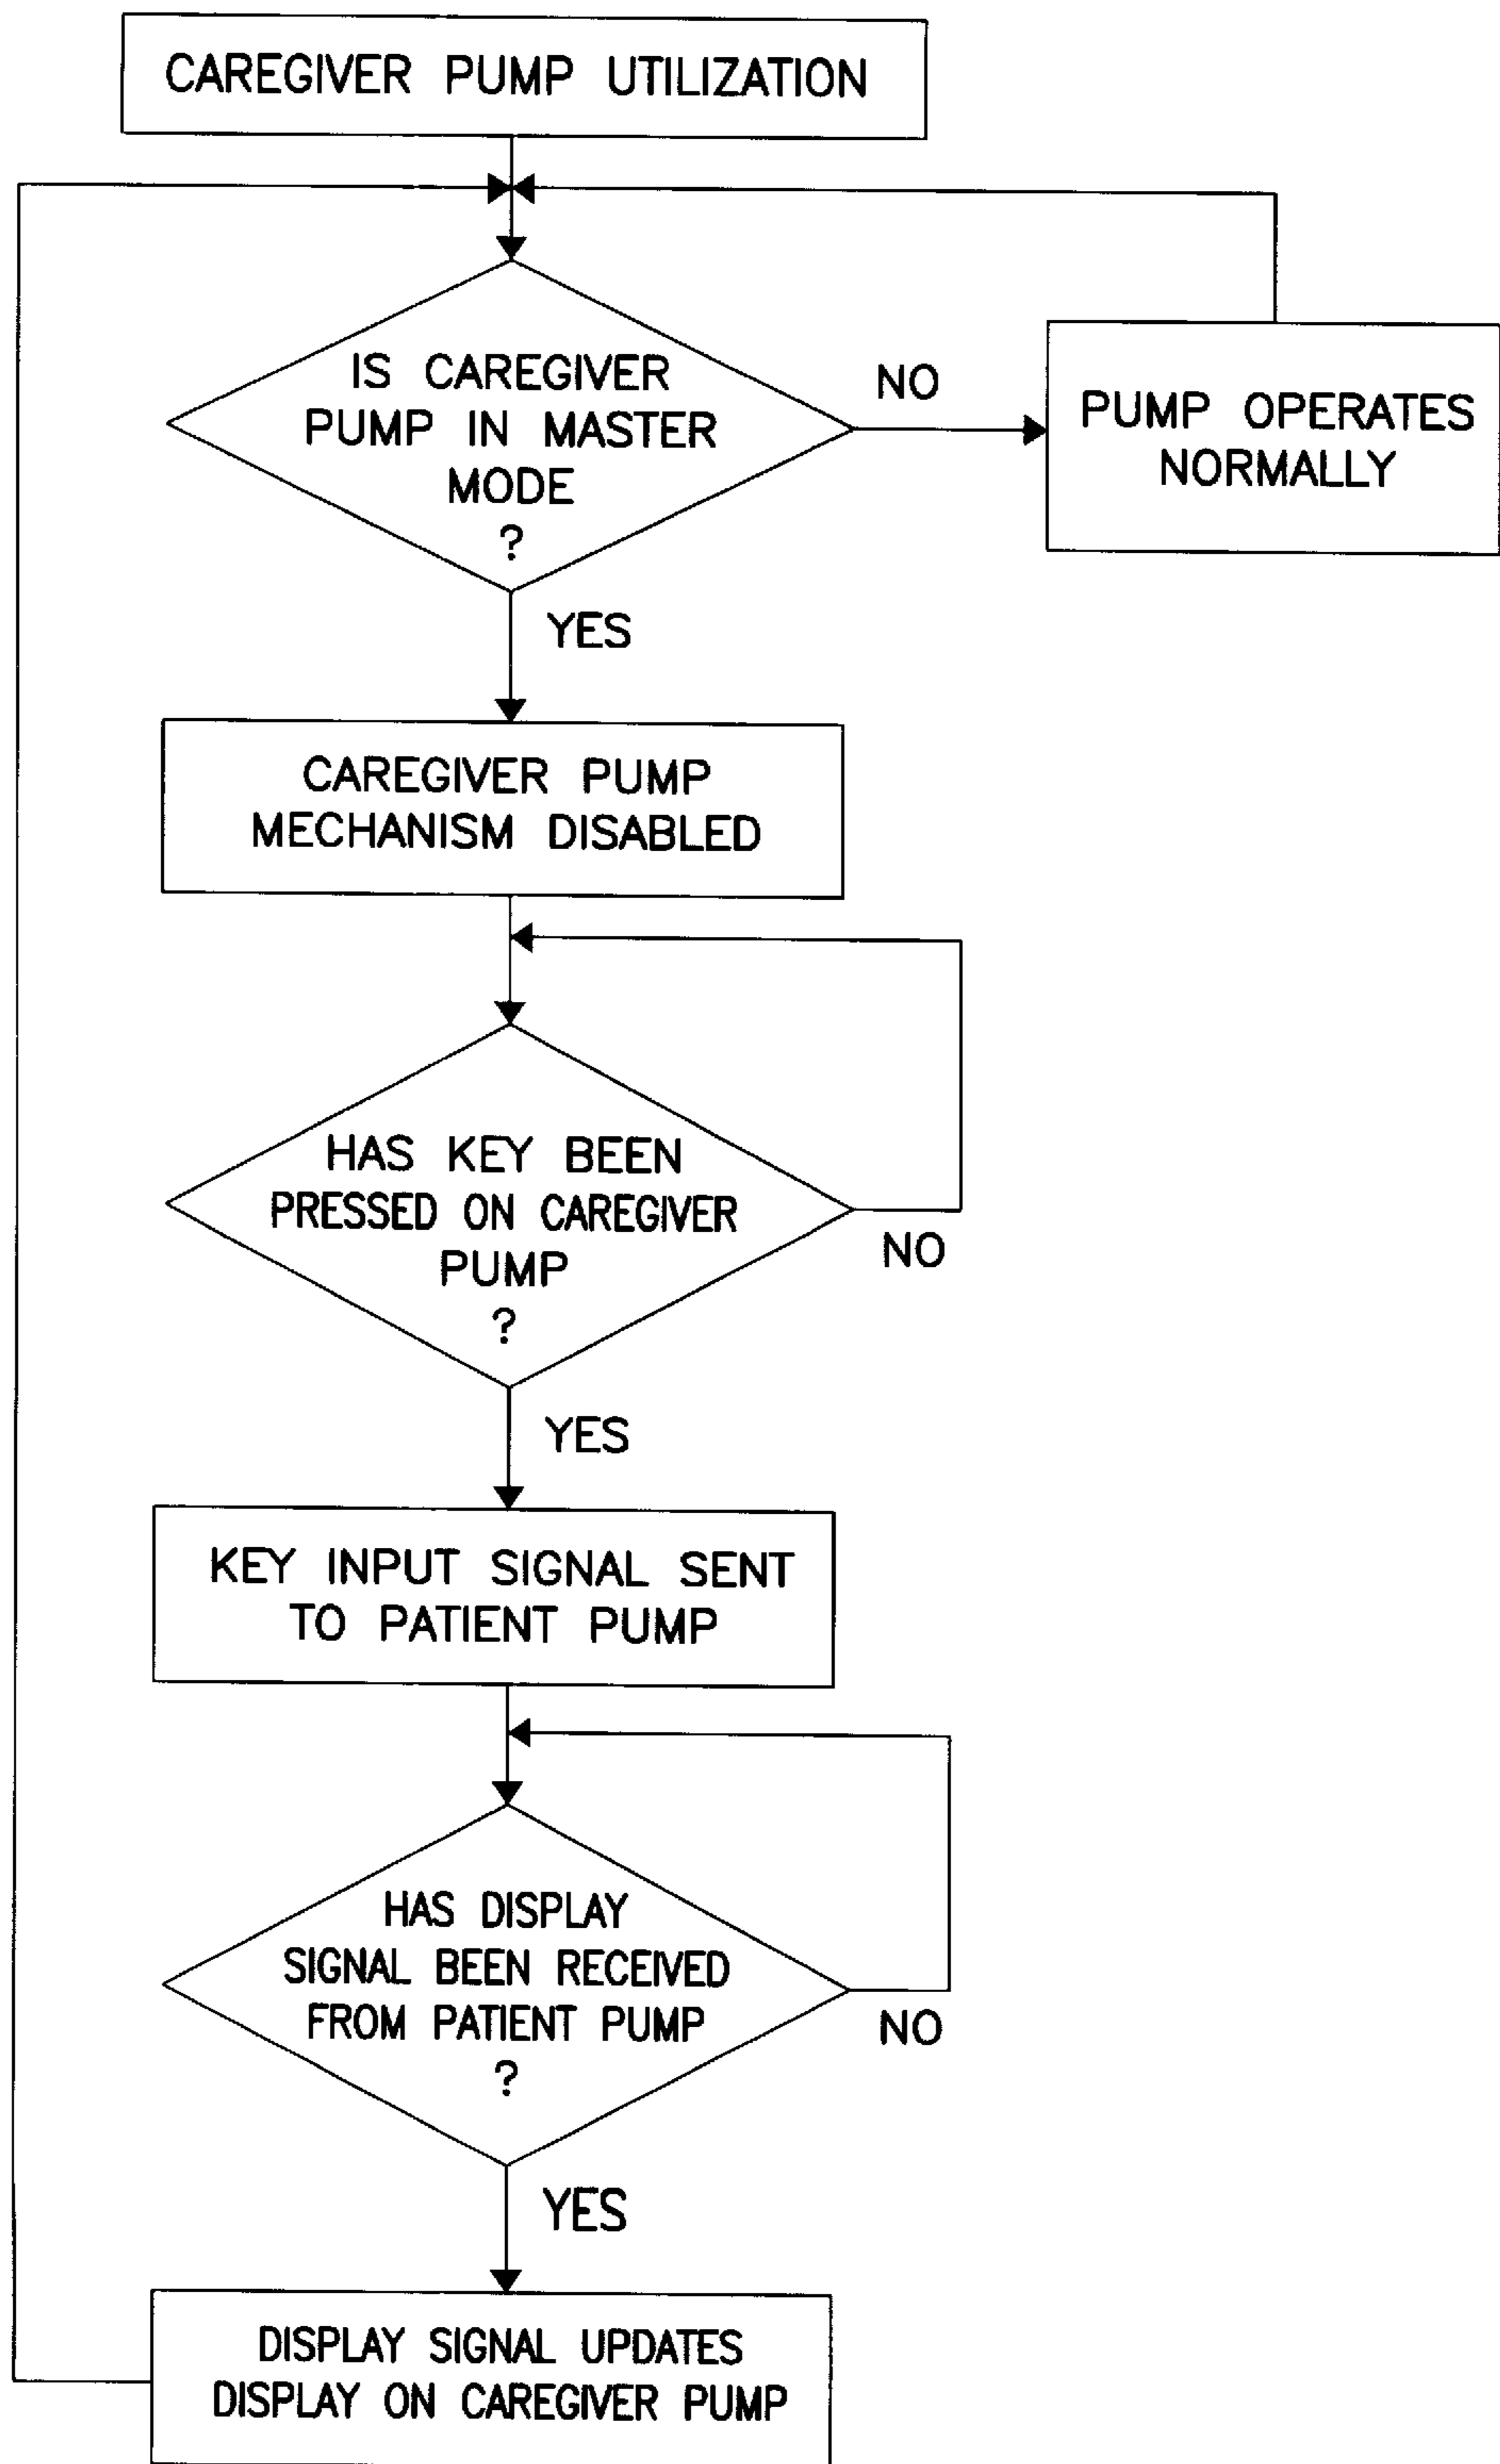 CAREGIVER PUMP UTILIZATION
IS CAREGIVER
PUMP IN MASTER
MODE
?
NO
PUMP OPERATES
NORMALLY
YES
CAREGIVER PUMP
MECHANISM DISABLED
HAS KEY BEEN
PRESSED ON CAREGIVER
PUMP
?
NO
YES
KEY INPUT SIGNAL SENT
TO PATIENT PUMP
HAS DISPLAY
SIGNAL BEEN RECEIVED
FROM PATIENT PUMP
?
NO
YES
DISPLAY SIGNAL UPDATES
DISPLAY ON CAREGIVER PUMP